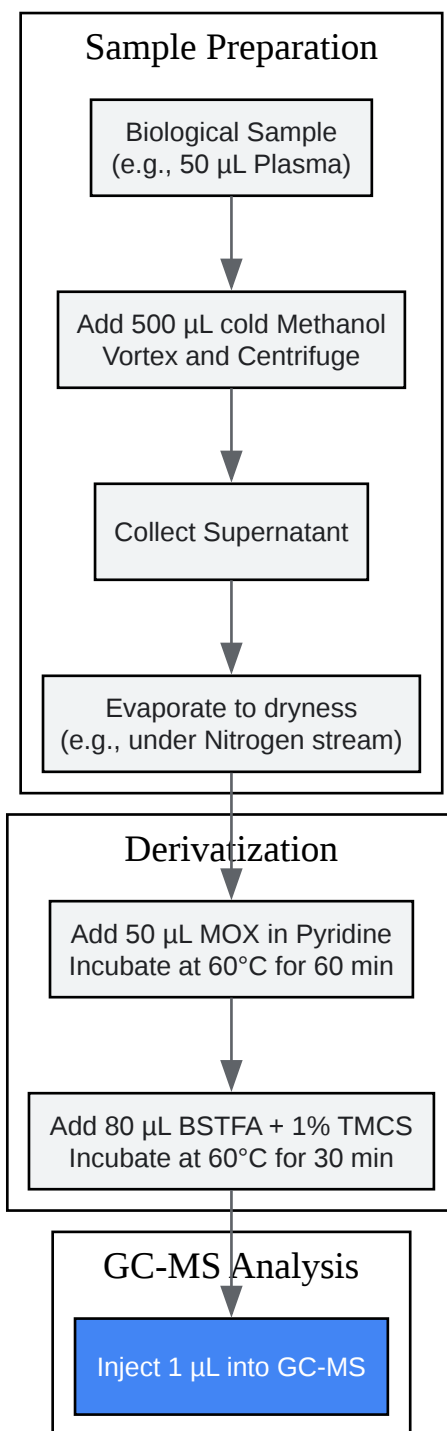 Sample Preparation
Biological Sample
(e.g., 50 µL Plasma)
Add 500 µL cold Methanol
Vortex and Centrifuge
Collect Supernatant
Evaporate to dryness
(e.g., under Nitrogen stream)
Derivatization
Add 50 µL MOX in Pyridine
Incubate at 60°C for 60 min
Add 80 µL BSTFA + 1% TMCS
Incubate at 60°C for 30 min
GC-MS Analysis
Inject 1 µL into GC-MS